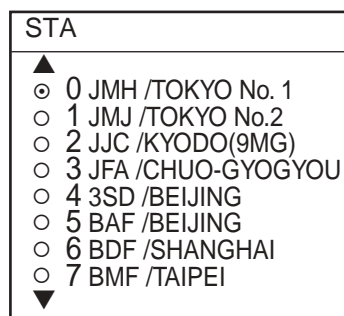 STA
0 JMH /TOKYO No. 1
1 JMJ /TOKYO No.2
2 JJC /KYODO(9MG)
3 JFA /CHUO-GYOGYOU
4 3SD /BEIJING
5 BAF /BEIJING
6 BDF /SHANGHAI
7 BMF /TAIPEI